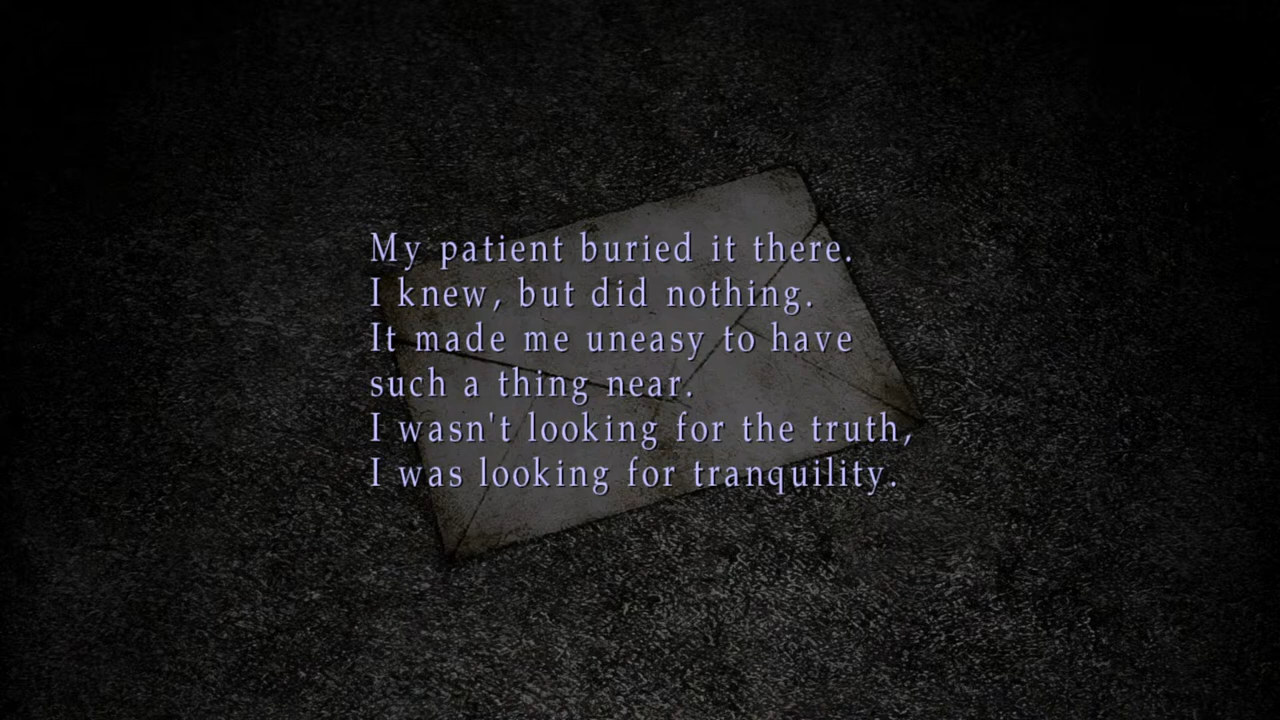 My patient buried it there.
I knew, but did nothing.
It made me uneasy to have
such a thing near.
I wasn't looking for the truth,
I was looking for tranquility.